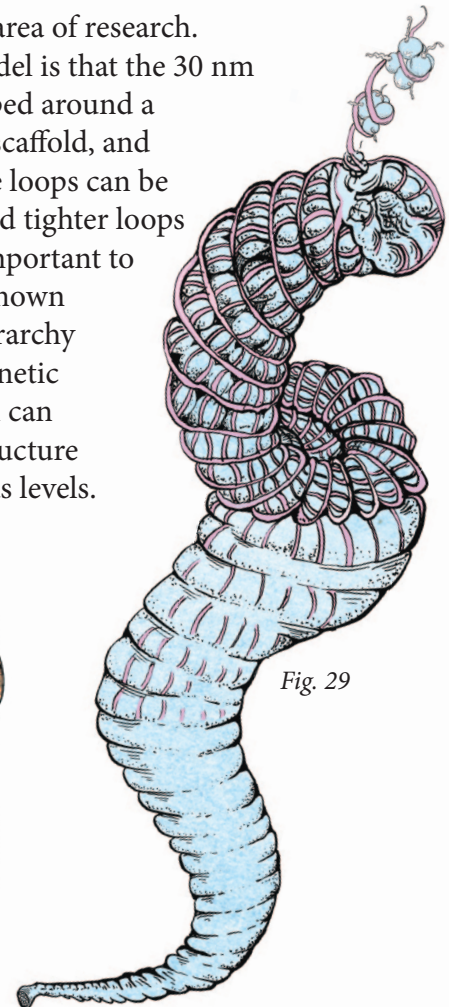 area of research.
del is that the 30 nm
ped around a
scaffold, and
e loops can be
d tighter loops
mportant to
nown
rarchy
netic
can
ucture
s levels.
Fig. 29